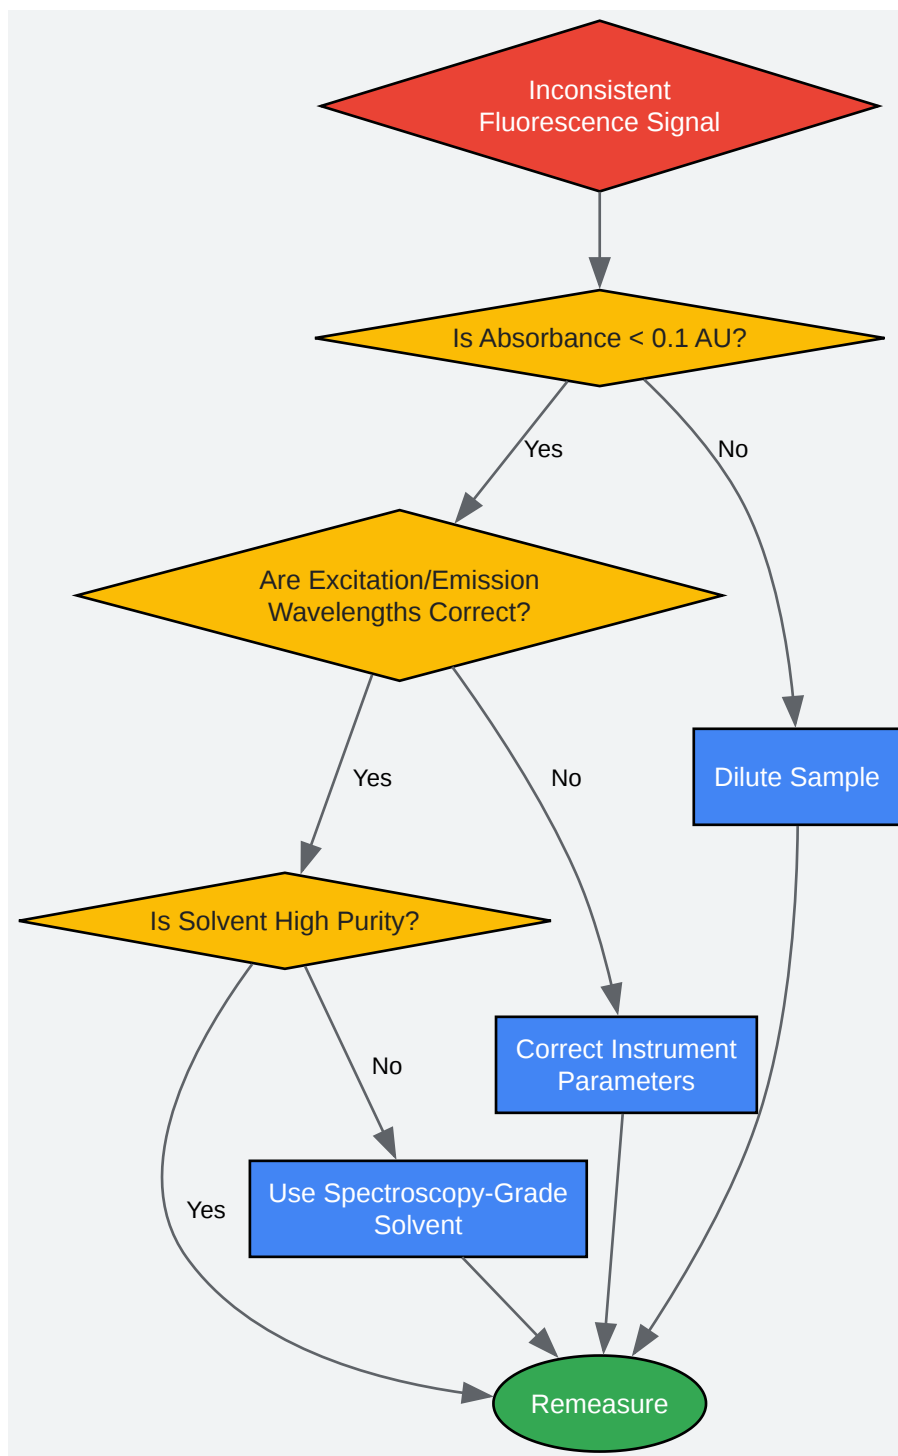 Inconsistent
Fluorescence Signal
Is Absorbance < 0.1 AU?
Yes
No
Are Excitation/Emission
Wavelengths Correct?
Yes
No
Dilute Sample
Is Solvent High Purity?
No
Correct Instrument
Parameters
Yes
Use Spectroscopy-Grade
Solvent
Remeasure